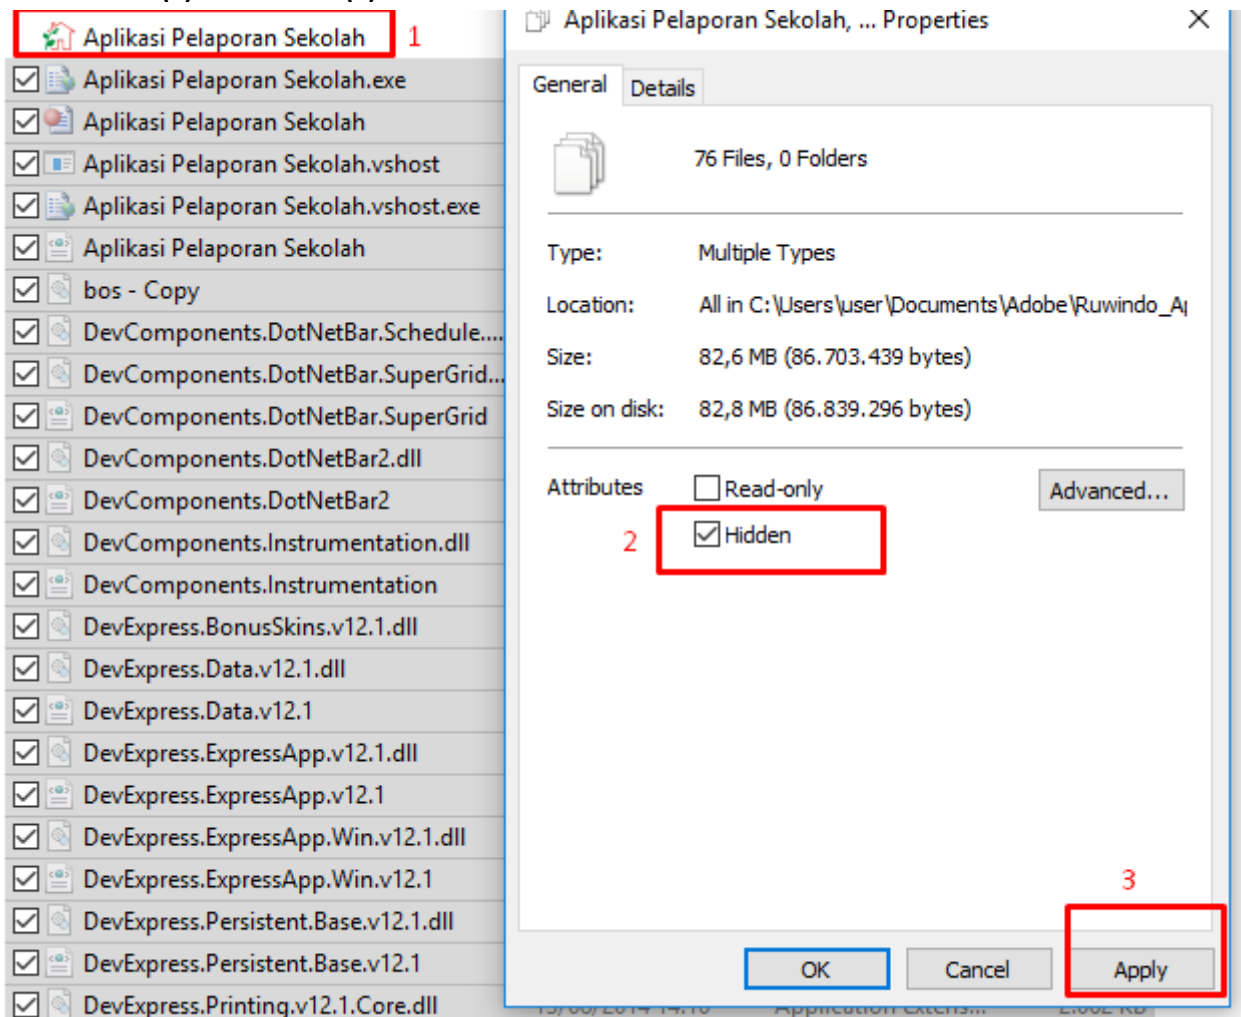 Aplikasi Pelaporan Sekolah 1
Aplikasi Pelaporan Sekolah.exe
Aplikasi Pelaporan Sekolah
Aplikasi Pelaporan Sekolah.vshost
Aplikasi Pelaporan Sekolah.vshost.exe
Aplikasi Pelaporan Sekolah
bos - Copy
DevComponents.DotNetBar.Schedule....
DevComponents.DotNetBar.SuperGrid...
DevComponents.DotNetBar.SuperGrid
DevComponents.DotNetBar2.dll
DevComponents.DotNetBar2
DevComponents.Instrumentation.dll
DevComponents.Instrumentation
DevExpress.BonusSkins.v12.1.dll
DevExpress.Data.v12.1.dll
DevExpress.Data.v12.1
DevExpress.ExpressApp.v12.1.dll
DevExpress.ExpressApp.v12.1
DevExpress.ExpressApp.Win.v12.1.dll
DevExpress.ExpressApp.Win.v12.1
DevExpress.Persistent.Base.v12.1.dll
DevExpress.Persistent.Base.v12.1
DevExpress.Printing.v12.1.Core.dll
Aplikasi Pelaporan Sekolah, ... Properties
General Details
76 Files, 0 Folders
Type: Multiple Types
Location: All in C:\Users\user\Documents\Adobe\Ruwindo_A
Size: 82,6 MB (86.703.439 bytes)
Size on disk: 82,8 MB (86.839.296 bytes)
Attributes Read-only Advanced...
2 Hidden
3
OK Cancel Apply